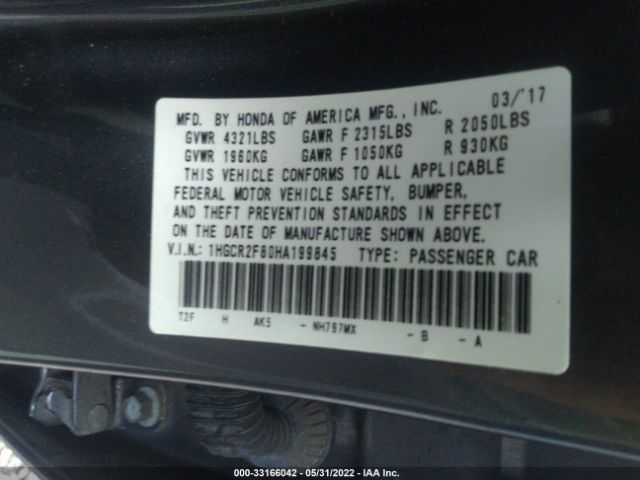 MFD. BY HONDA OF AMERICA MFG., INC. 03/'17
GVWR 4321LBS GAWR F 2315LBS R 2050LBS
GVWR 1960KG GAWR F 1050KG R 930KG
THIS VEHICLE CONFORMS TO ALL APPLICABLE
FEDERAL MOTOR VEHICLE SAFETY, BUMPER,
AND THEFT PREVENTION STANDARDS IN EFFECT
ON THE DATE OF MANUFACTURE SHOWN ABOVE.
V.I.N.: 1HGCR2F80HA199845 TYPE: PASSENGER CAR
T2F H AK5 - NH797MX - B - A
000-33166042 - 05/31/2022 - IAA Inc.